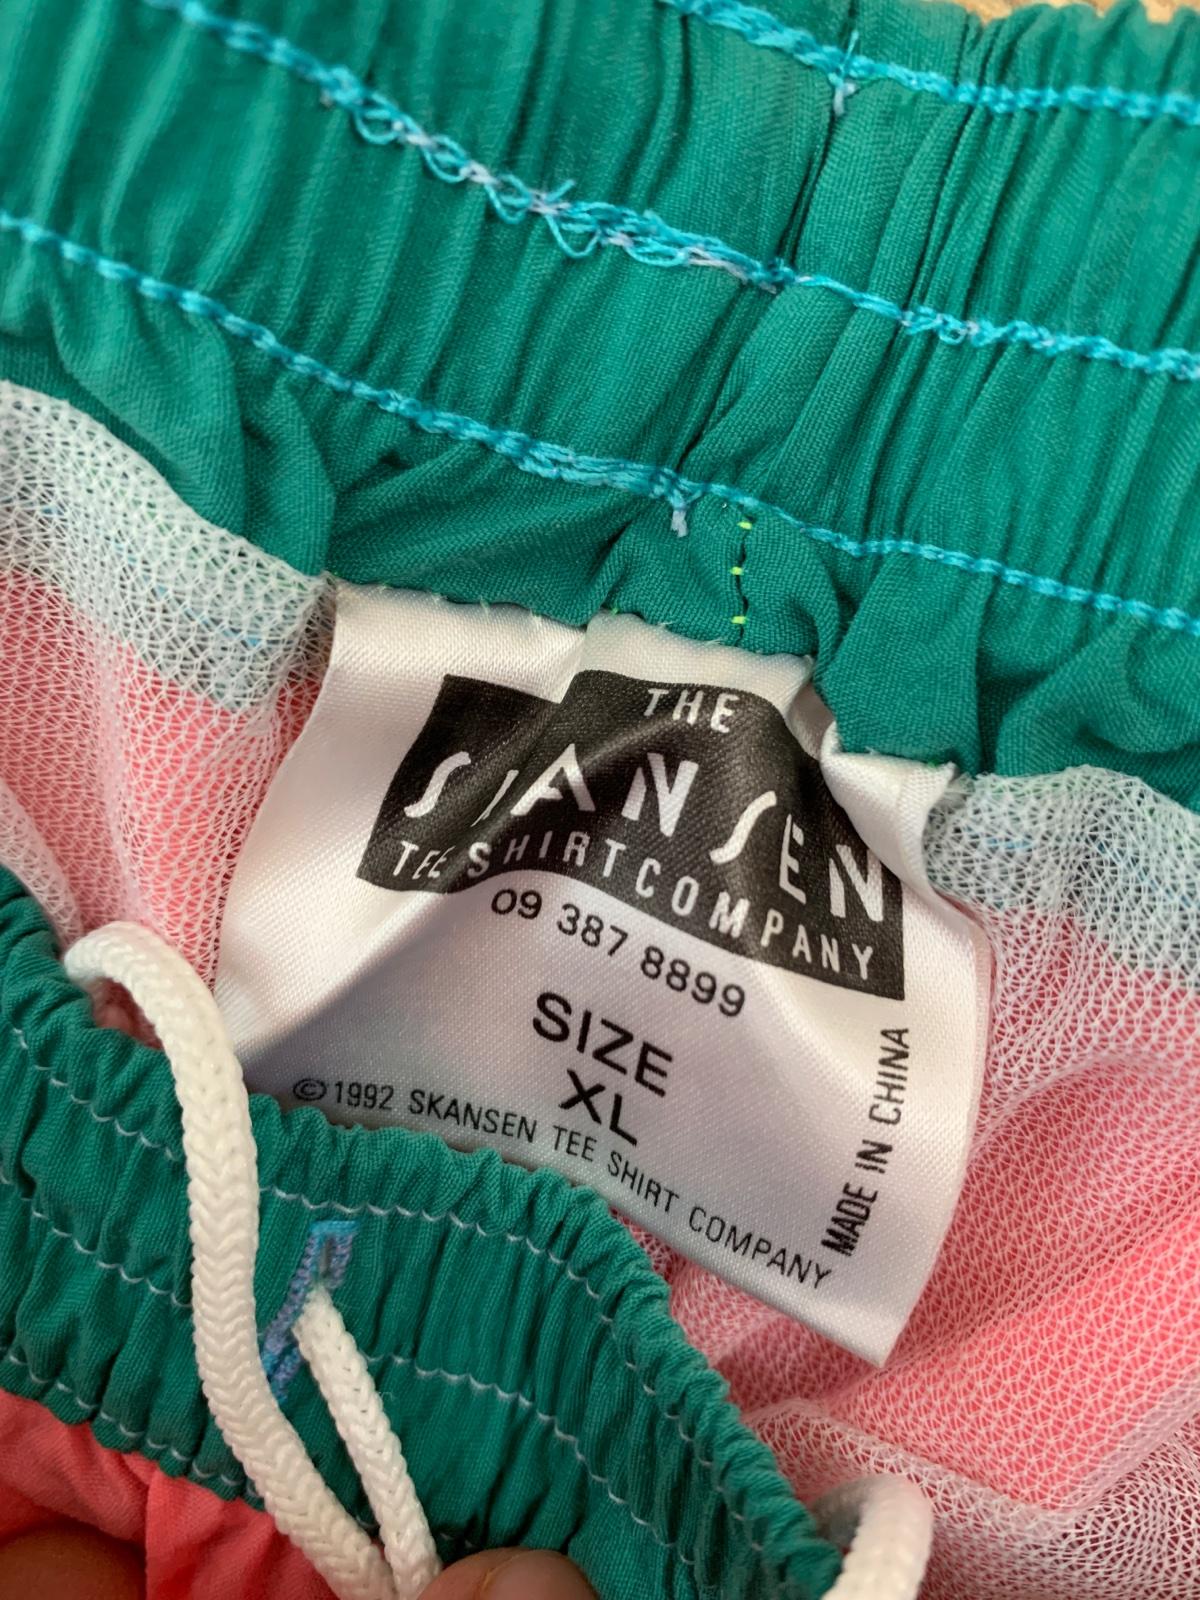 THE
SKANSEN
TEE SHIRT COMPANY
09 387 8899
SIZE
XL
©1992 SKANSEN TEE SHIRT COMPANY
MADE IN CHINA